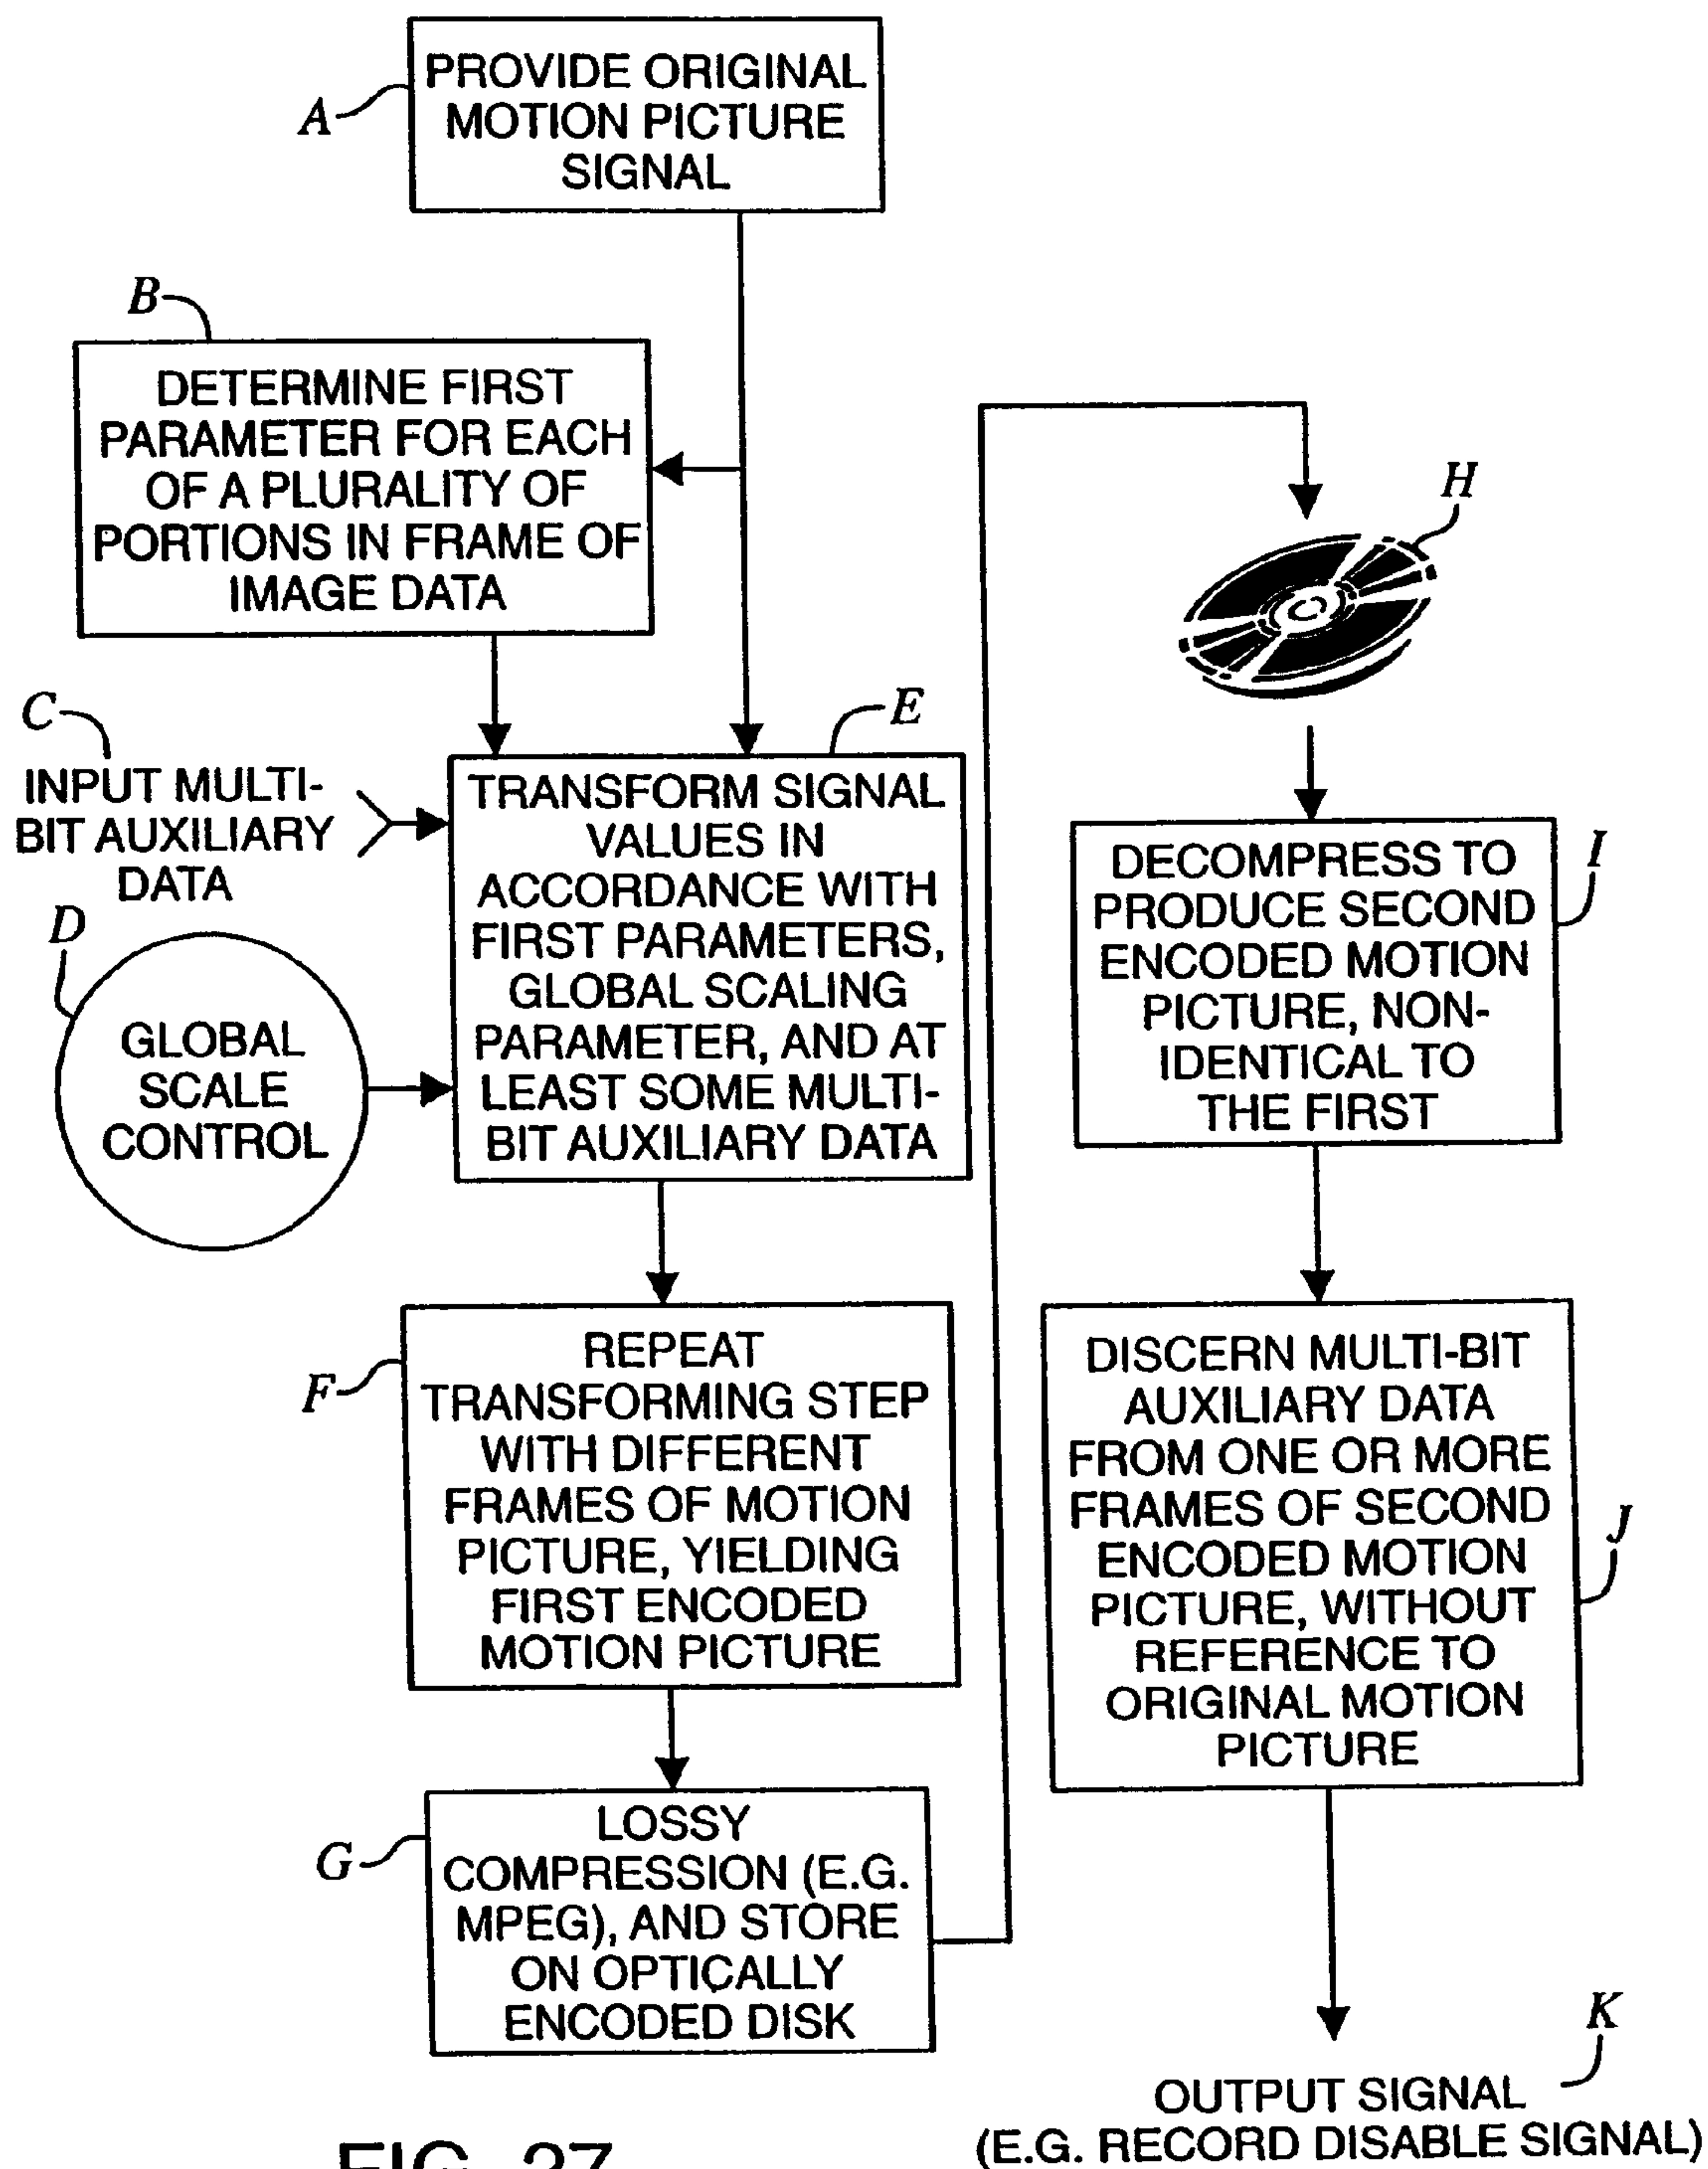 PROVIDE ORIGINAL
MOTION PICTURE
SIGNAL
A
B
DETERMINE FIRST
PARAMETER FOR EACH
OF A PLURALITY OF
PORTIONS IN FRAME OF
IMAGE DATA
C
INPUT MULTI-
BIT AUXILIARY
DATA
D
GLOBAL
SCALE
CONTROL
E
TRANSFORM SIGNAL
VALUES IN
ACCORDANCE WITH
FIRST PARAMETERS,
GLOBAL SCALING
PARAMETER, AND AT
LEAST SOME MULTI-
BIT AUXILIARY DATA
F
REPEAT
TRANSFORMING STEP
WITH DIFFERENT
FRAMES OF MOTION
PICTURE, YIELDING
FIRST ENCODED
MOTION PICTURE
G
LOSSY
COMPRESSION (E.G.
MPEG), AND STORE
ON OPTICALLY
ENCODED DISK
H
I
DECOMPRESS TO
PRODUCE SECOND
ENCODED MOTION
PICTURE, NON-
IDENTICAL TO
THE FIRST
J
DISCERN MULTI-BIT
AUXILIARY DATA
FROM ONE OR MORE
FRAMES OF SECOND
ENCODED MOTION
PICTURE, WITHOUT
REFERENCE TO
ORIGINAL MOTION
PICTURE
K
OUTPUT SIGNAL
(E.G. RECORD DISABLE SIGNAL)
FIG. 27